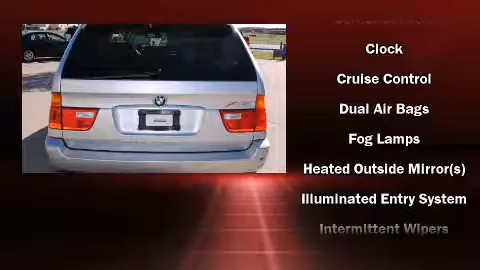 Clock
Cruise Control
Dual Air Bags
Fog Lamps
Heated Outside Mirror(s)
Illuminated Entry System
Intermittent Wipers